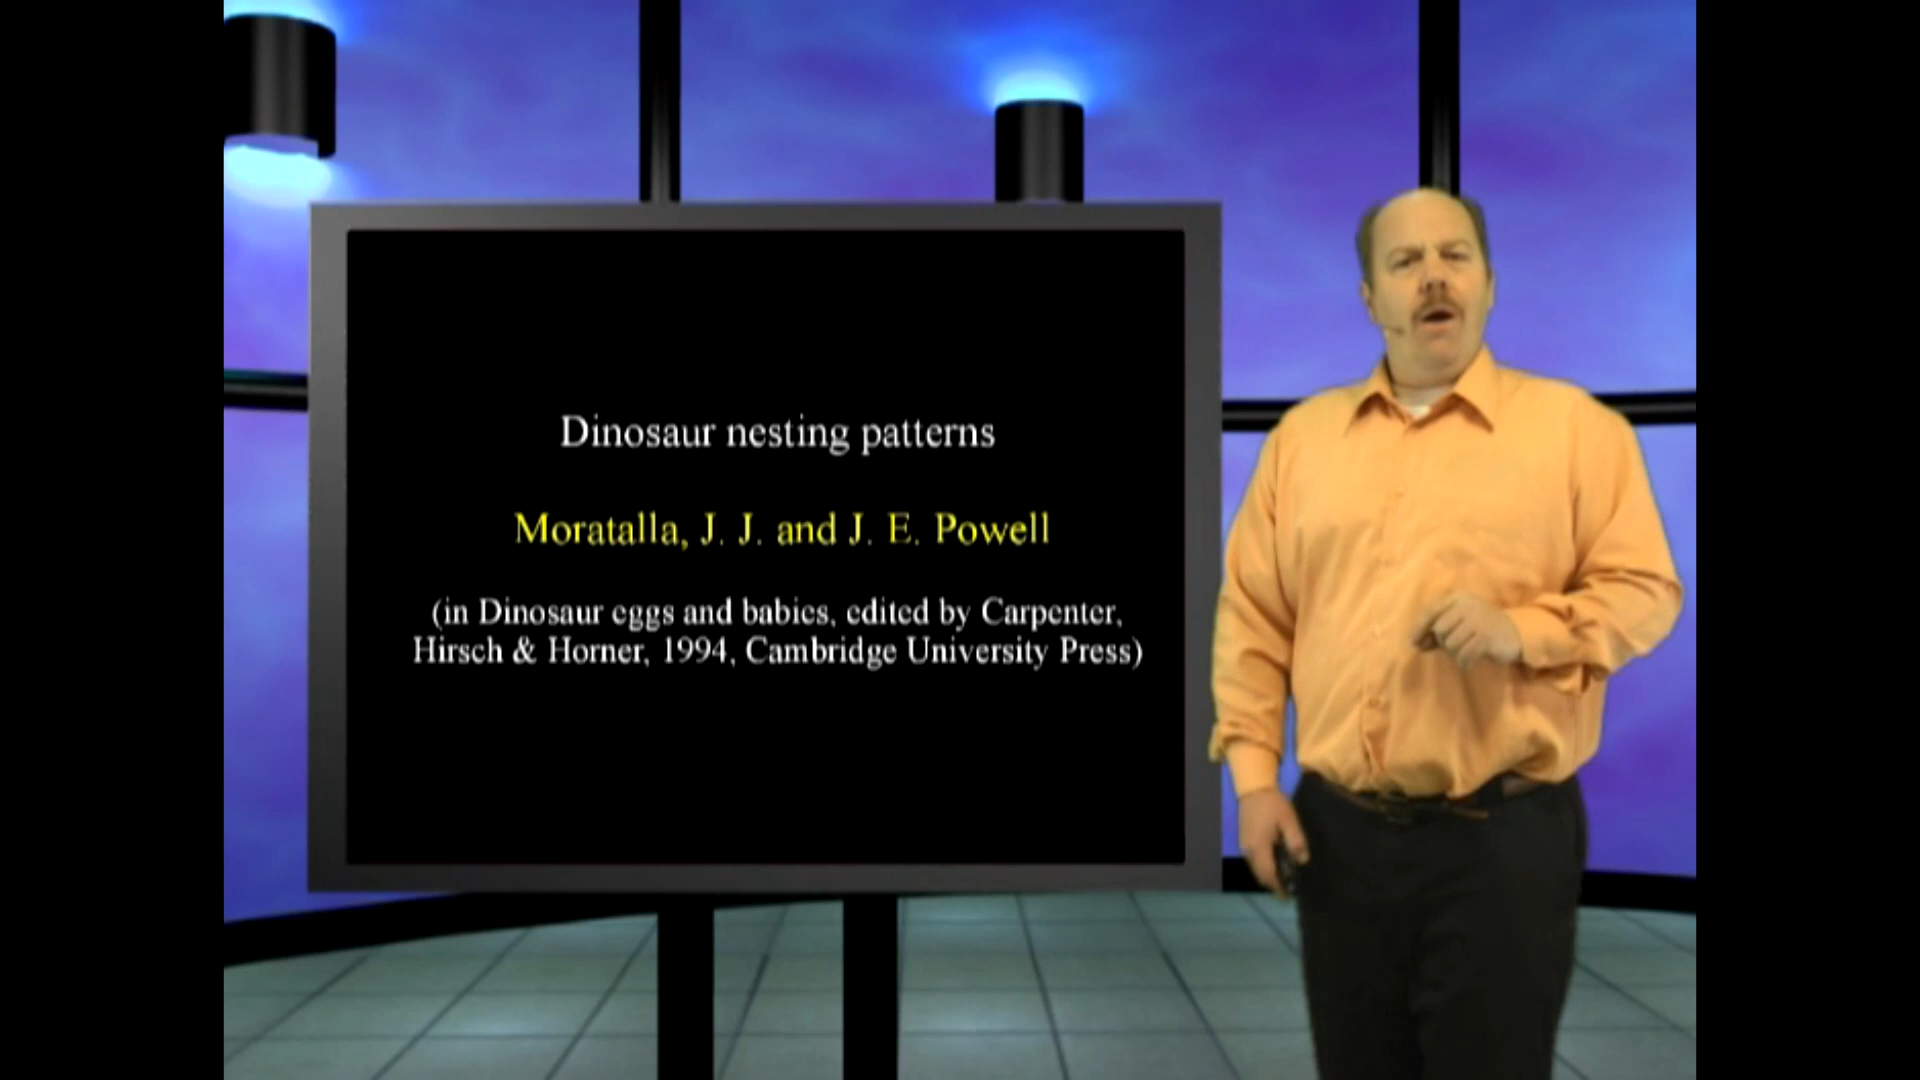 Dinosaur nesting patterns
Moratalla, J. J. and J. E. Powell
(in Dinosaur eggs and babies, edited by Carpenter,
Hirsch & Horner, 1994, Cambridge University Press)